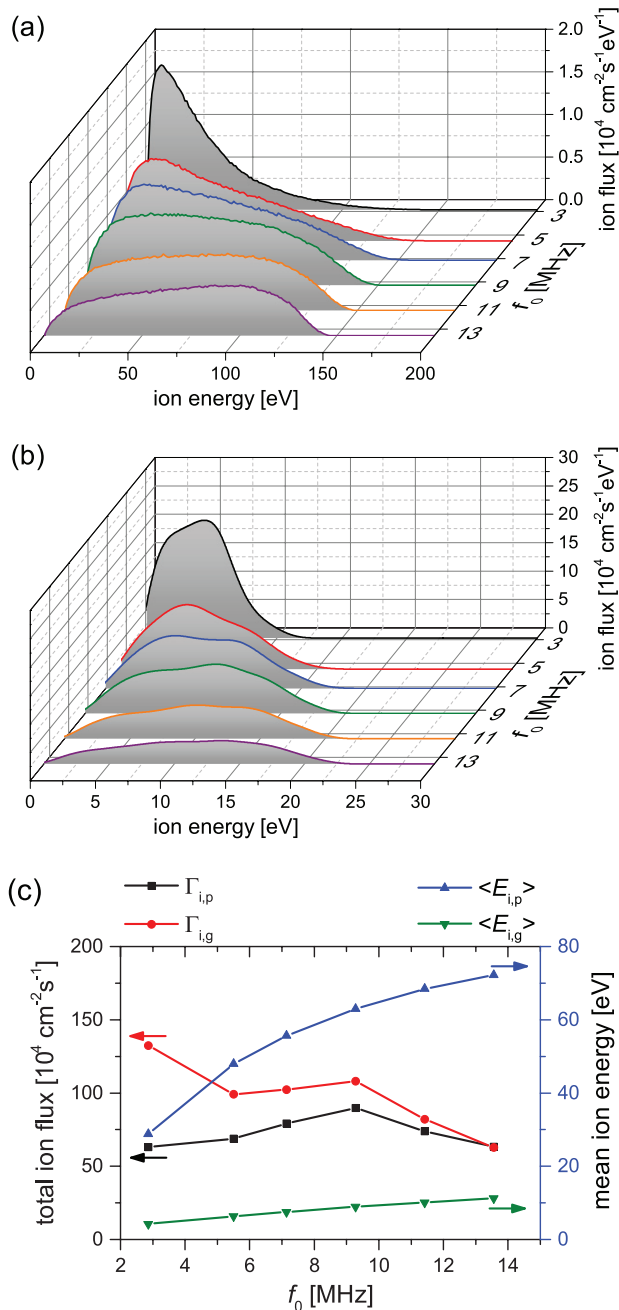 (a)
2.0
1.5
1.0
0.5
0.0
ion flux [10⁴ cm⁻²s⁻¹eV⁻¹]
3
5
7
9
11
13
f₀ [MHz]
0 50 100 150 200
ion energy [eV]
(b)
30
25
20
15
10
5
0
ion flux [10⁴ cm⁻²s⁻¹eV⁻¹]
3
5
7
9
11
13
f₀ [MHz]
0 5 10 15 20 25 30
ion energy [eV]
(c)
Γi,p <Ei,p>
Γi,g <Ei,g>
200
150
100
50
0
total ion flux [10⁴ cm⁻²s⁻¹]
80
60
40
20
0
mean ion energy [eV]
2 4 6 8 10 12 14
f₀ [MHz]